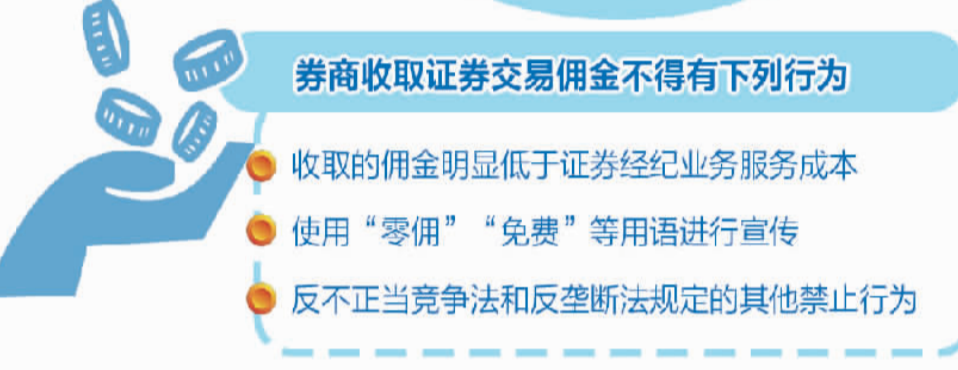 券商收取证券交易佣金不得有下列行为
收取的佣金明显低于证券经纪业务服务成本
使用“零佣”“免费”等用语进行宣传
反不正当竞争法和反垄断法规定的其他禁止行为